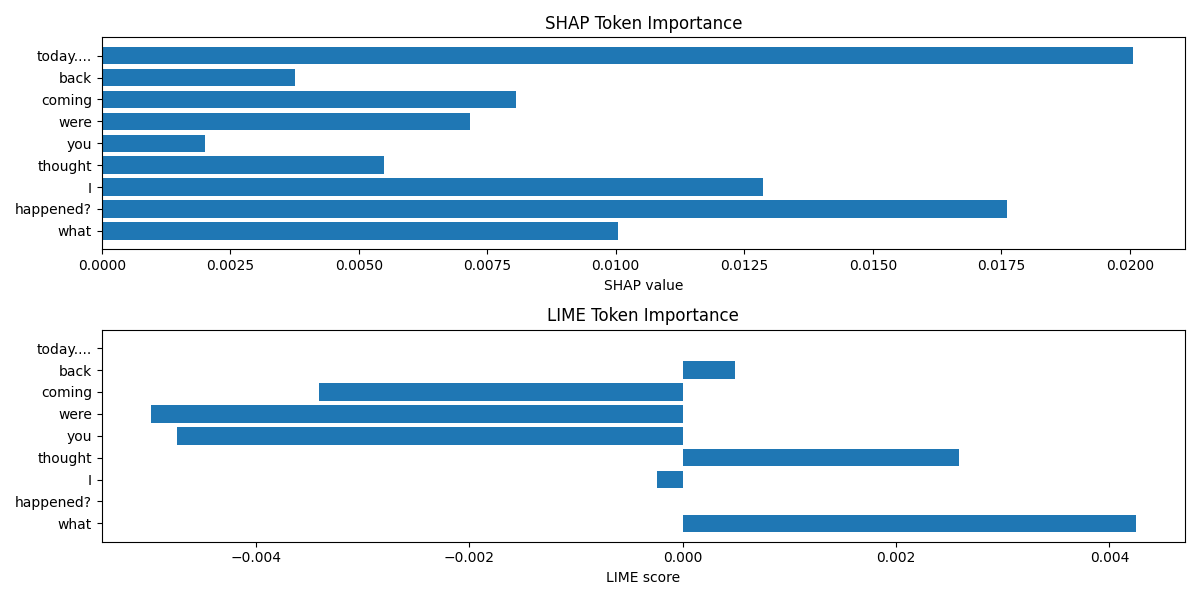 SHAP Token Importance
today....
back
coming
were
you
thought
I
happened?
what
0.0000 0.0025 0.0050 0.0075 0.0100 0.0125 0.0150 0.0175 0.0200
SHAP value
LIME Token Importance
today....
back
coming
were
you
thought
I
happened?
what
−0.004 −0.002 0.000 0.002 0.004
LIME score